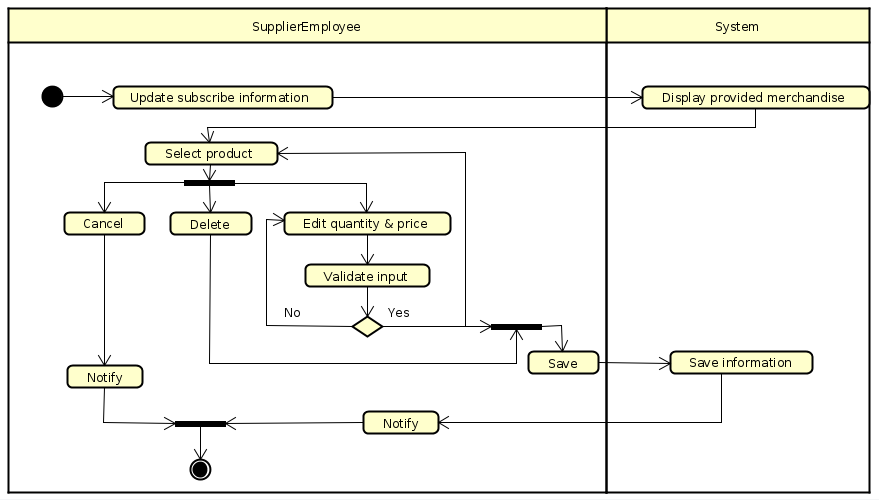 SupplierEmployee
System
Update subscribe information
Display provided merchandise
Select product
Cancel
Delete
Edit quantity & price
Validate input
No
Yes
Save
Save information
Notify
Notify